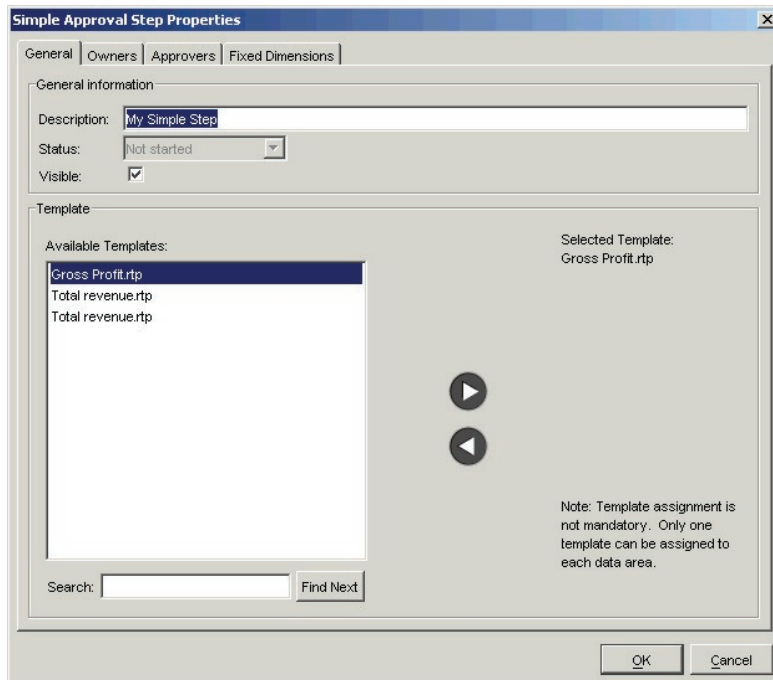 Simple Approval Step Properties
General Owners Approvers Fixed Dimensions
General information
Description: My Simple Step
Status: Not started
Visible:
Template
Available Templates:
Gross Profit.rtp
Total revenue.rtp
Total revenue.rtp
Selected Template:
Gross Profit.rtp
Note: Template assignment is
not mandatory. Only one
template can be assigned to
each data area.
Search: Find Next
OK Cancel